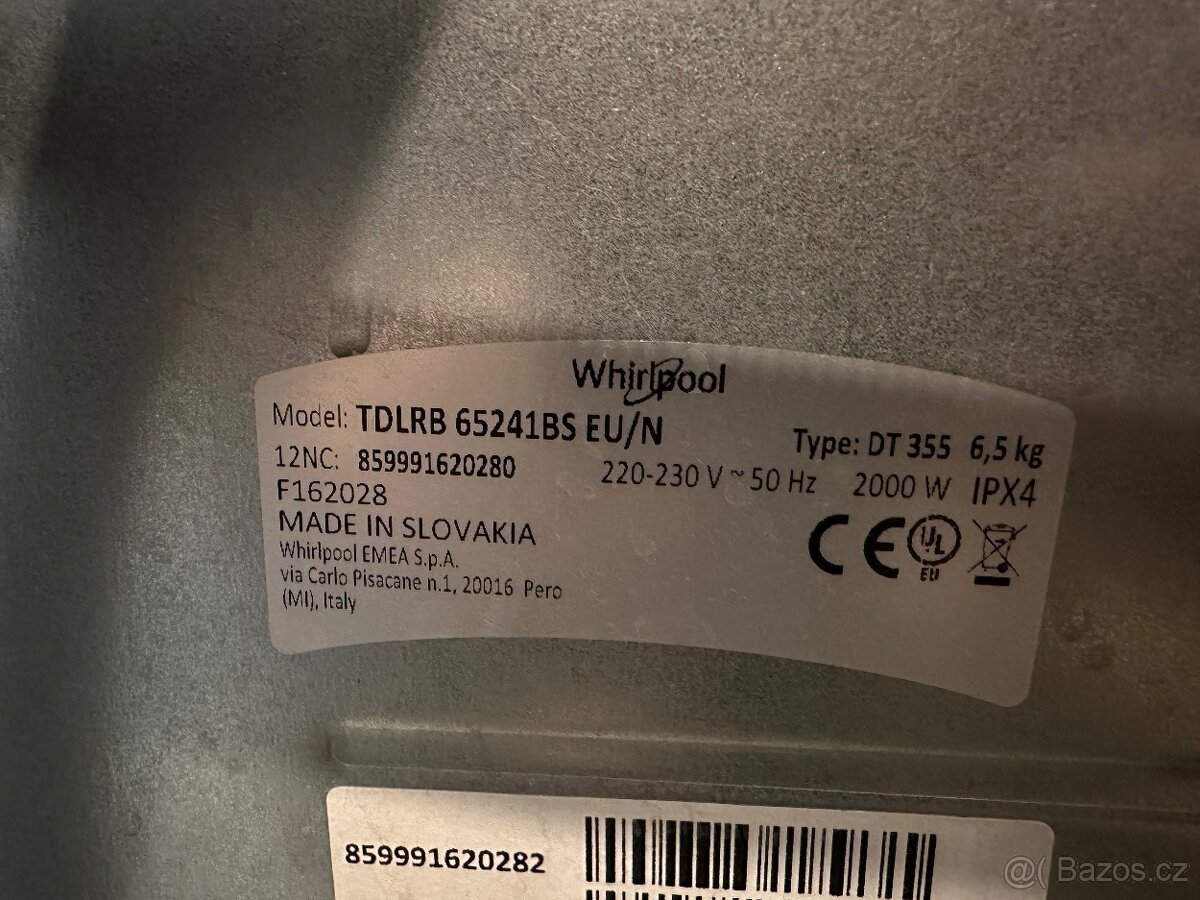 Whirlpool
Model: TDLRB 65241BS EU/N
Type: DT 355 6,5 kg
12NC: 859991620280
220-230 V ~ 50 Hz 2000 W IPX4
F162028
MADE IN SLOVAKIA
Whirlpool EMEA S.p.A.
via Carlo Pisacane n.1, 20016 Pero
(MI), Italy
CE
UL
EU
859991620282
@( Bazos.cz